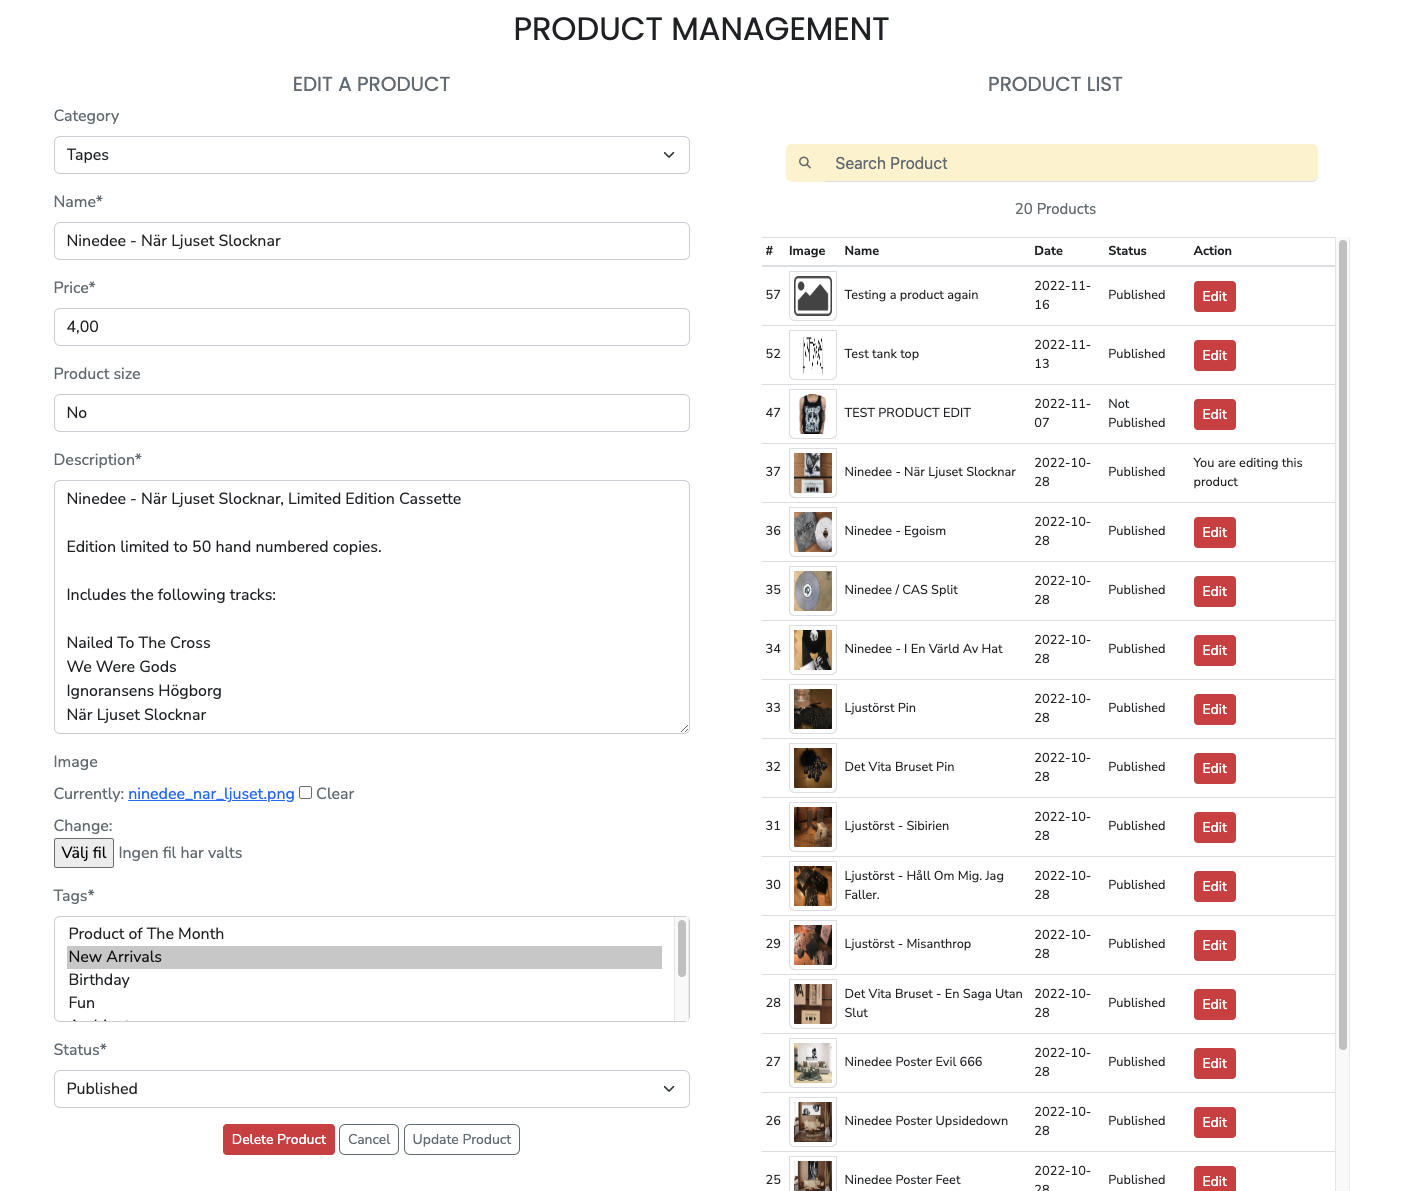 PRODUCT MANAGEMENT
EDIT A PRODUCT
Category
Tapes
Name*
Ninedee - När Ljuset Slocknar
Price*
4,00
Product size
No
Description*
Ninedee - När Ljuset Slocknar, Limited Edition Cassette
Edition limited to 50 hand numbered copies.
Includes the following tracks:
Nailed To The Cross
We Were Gods
Ignoransens Högborg
När Ljuset Slocknar
Image
Currently: ninedee_nar_ljuset.png Clear
Change:
Välj fil Ingen fil har valts
Tags*
Product of The Month
New Arrivals
Birthday
Fun
Status*
Published
Delete Product Cancel Update Product
PRODUCT LIST
Search Product
20 Products
# Image Name Date Status Action
57 Testing a product again 2022-11-
16 Published Edit
52 Test tank top 2022-11-
13 Published Edit
47 TEST PRODUCT EDIT 2022-11-
07 Not
Published Edit
37 Ninedee - När Ljuset Slocknar 2022-10-
28 Published You are editing this
product
36 Ninedee - Egoism 2022-10-
28 Published Edit
35 Ninedee / CAS Split 2022-10-
28 Published Edit
34 Ninedee - I En Värld Av Hat 2022-10-
28 Published Edit
33 Ljustörst Pin 2022-10-
28 Published Edit
32 Det Vita Bruset Pin 2022-10-
28 Published Edit
31 Ljustörst - Sibirien 2022-10-
28 Published Edit
30 Ljustörst - Håll Om Mig. Jag
Faller. 2022-10-
28 Published Edit
29 Ljustörst - Misanthrop 2022-10-
28 Published Edit
28 Det Vita Bruset - En Saga Utan
Slut 2022-10-
28 Published Edit
27 Ninedee Poster Evil 666 2022-10-
28 Published Edit
26 Ninedee Poster Upsidedown 2022-10-
28 Published Edit
25 Ninedee Poster Feet 2022-10-
28 Published Edit